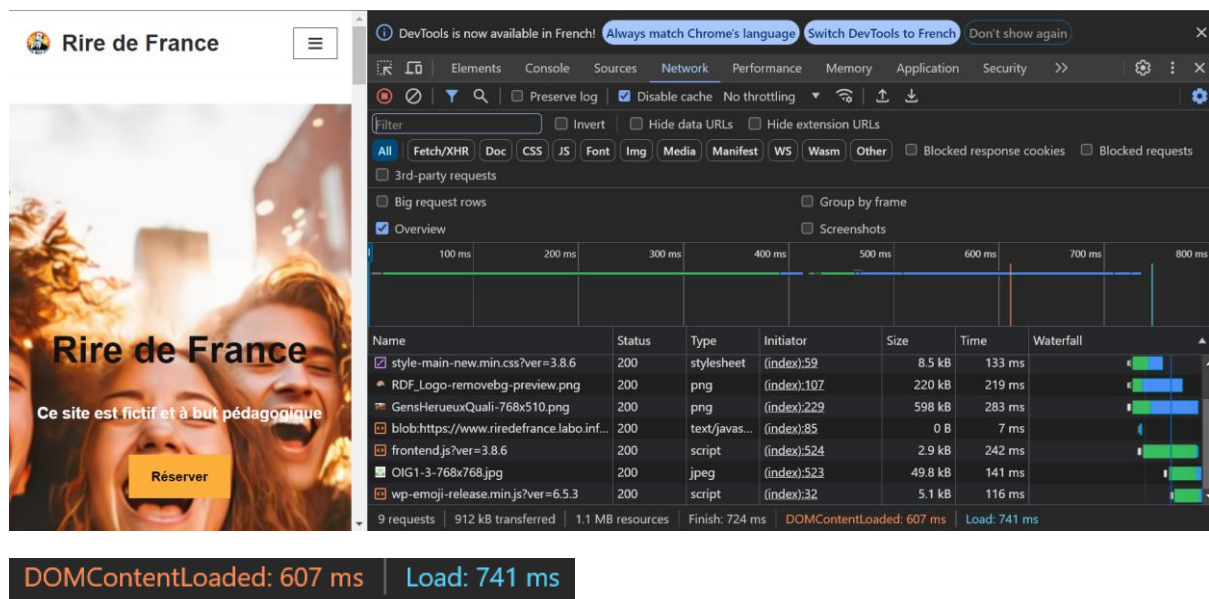 Rire de France
Rire de France
Ce site est fictif et à but pédagogique
Réserver
DevTools is now available in French! Always match Chrome's language Switch DevTools to French Don't show again
Elements Console Sources Network Performance Memory Application Security
Preserve log Disable cache No throttling
Filter Invert Hide data URLs Hide extension URLs
All Fetch/XHR Doc CSS JS Font Img Media Manifest WS Wasm Other Blocked response cookies Blocked requests
3rd-party requests
Big request rows Group by frame
Overview Screenshots
100 ms 200 ms 300 ms 400 ms 500 ms 600 ms 700 ms 800 ms
Name Status Type Initiator Size Time Waterfall
style-main-new.min.css?ver=3.8.6 200 stylesheet (index):59 8.5 kB 133 ms
RDF_Logo-removebg-preview.png 200 png (index):107 220 kB 219 ms
GensHerueuxQuali-768x510.png 200 png (index):229 598 kB 283 ms
blob:https://www.riredefrance.labo.inf... 200 text/javas... (index):85 0 B 7 ms
frontend.js?ver=3.8.6 200 script (index):524 2.9 kB 242 ms
OIG1-3-768x768.jpg 200 jpeg (index):523 49.8 kB 141 ms
wp-emoji-release.min.js?ver=6.5.3 200 script (index):32 5.1 kB 116 ms
9 requests 912 kB transferred 1.1 MB resources Finish: 724 ms DOMContentLoaded: 607 ms Load: 741 ms
DOMContentLoaded: 607 ms Load: 741 ms